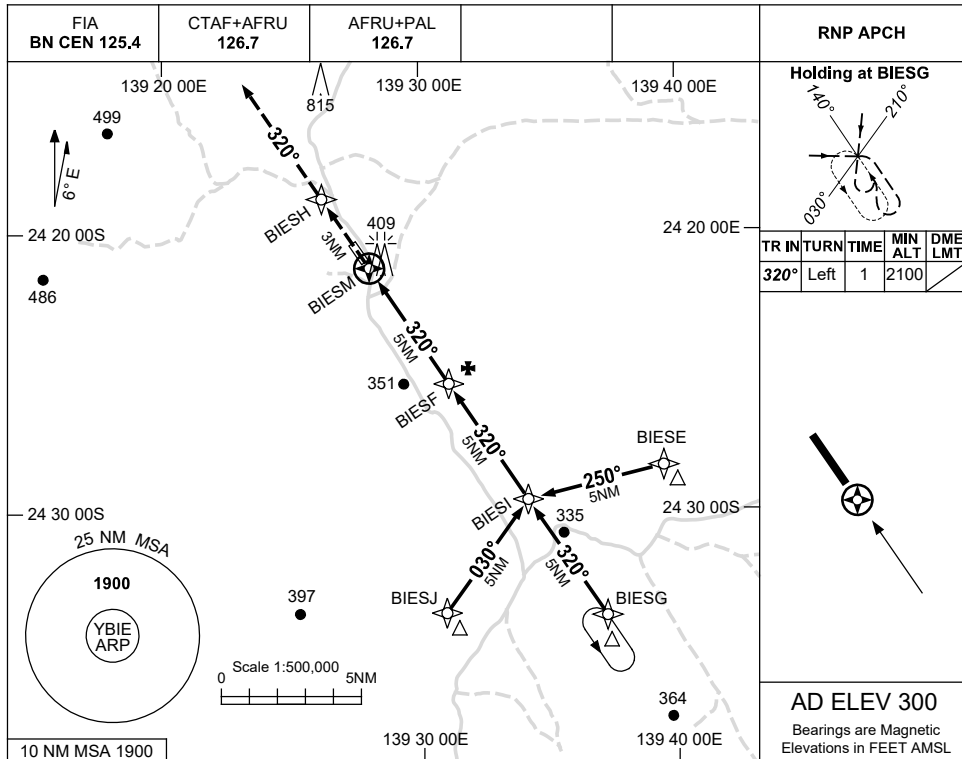 FIA
BN CEN 125.4
CTAF+AFRU
126.7
AFRU+PAL
126.7
RNP APCH
139 20 00E
139 30 00E
139 40 00E
815
499
6° E
320°
BIESH
409
3NM
24 20 00S
24 20 00E
486
BIESM
320°
5NM
351
BIESF
320°
5NM
BIESE
250°
5NM
BIESI
24 30 00S
24 30 00S
335
030°
5NM
320°
5NM
BIESJ
BIESG
397
364
25 NM MSA
1900
YBIE
ARP
Scale 1:500,000
0
5NM
10 NM MSA 1900
139 30 00E
139 40 00E
Holding at BIESG
140°
210°
030°
TR IN TURN TIME MIN ALT DME LMT
320° Left 1 2100
AD ELEV 300
Bearings are Magnetic
Elevations in FEET AMSL